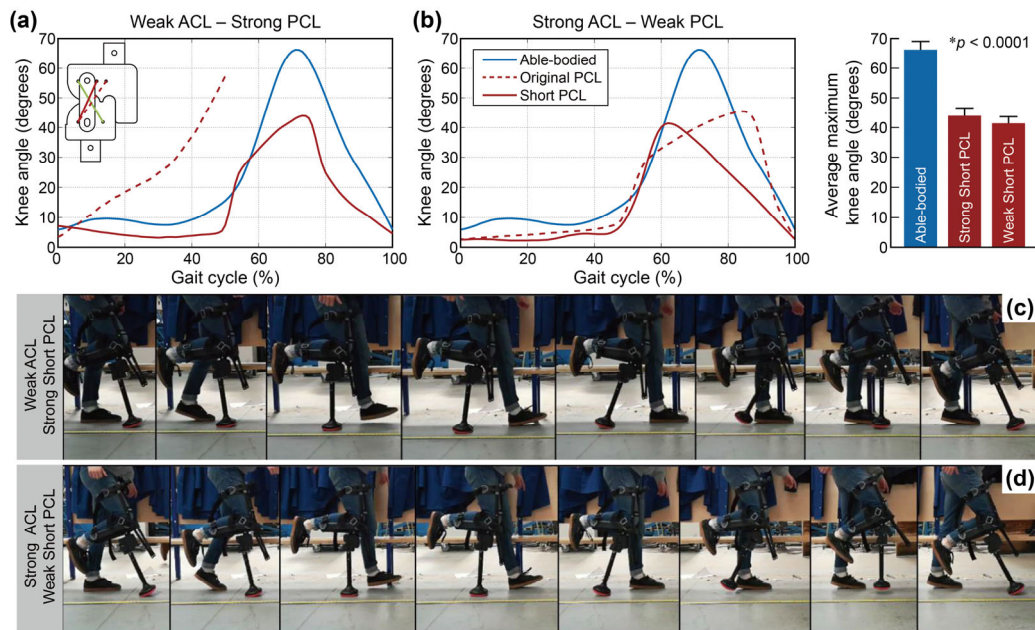 (a)
Weak ACL – Strong PCL
Knee angle (degrees)
70
60
50
40
30
20
10
0
0 20 40 60 80 100
Gait cycle (%)
(b)
Strong ACL – Weak PCL
Knee angle (degrees)
70
60
50
40
30
20
10
0
Able-bodied
Original PCL
Short PCL
0 20 40 60 80 100
Gait cycle (%)
Average maximum
knee angle (degrees)
70
60
50
40
30
20
10
0
*p < 0.0001
Able-bodied
Strong Short PCL
Weak Short PCL
(c)
Weak ACL
Strong Short PCL
(d)
Strong ACL
Weak Short PCL